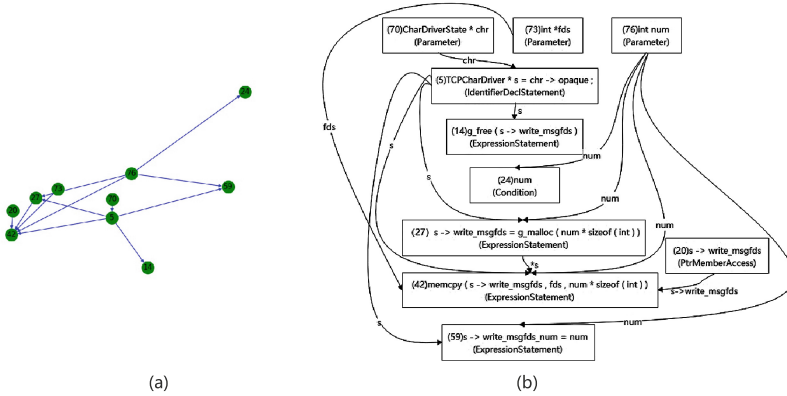 (70)CharDriverState * chr
(Parameter)
(73)int *fds
(Parameter)
(76)int num
(Parameter)
chr
(5)TCPCharDriver * s = chr -> opaque ;
(IdentifierDeclStatement)
s
(14)g_free ( s -> write_msgfds )
(ExpressionStatement)
fds
s
num
(24)num
(Condition)
s
num
num
(27) s -> write_msgfds = g_malloc ( num * sizeof ( int ) )
(ExpressionStatement)
(20)s -> write_msgfds
(PtrMemberAccess)
*s
(42)memcpy ( s -> write_msgfds , fds , num * sizeof ( int ) )
(ExpressionStatement)
s->write_msgfds
s
num
(59)s -> write_msgfds_num = num
(ExpressionStatement)
24
76
59
73
27
70
20
5
42
14
(a)
(b)